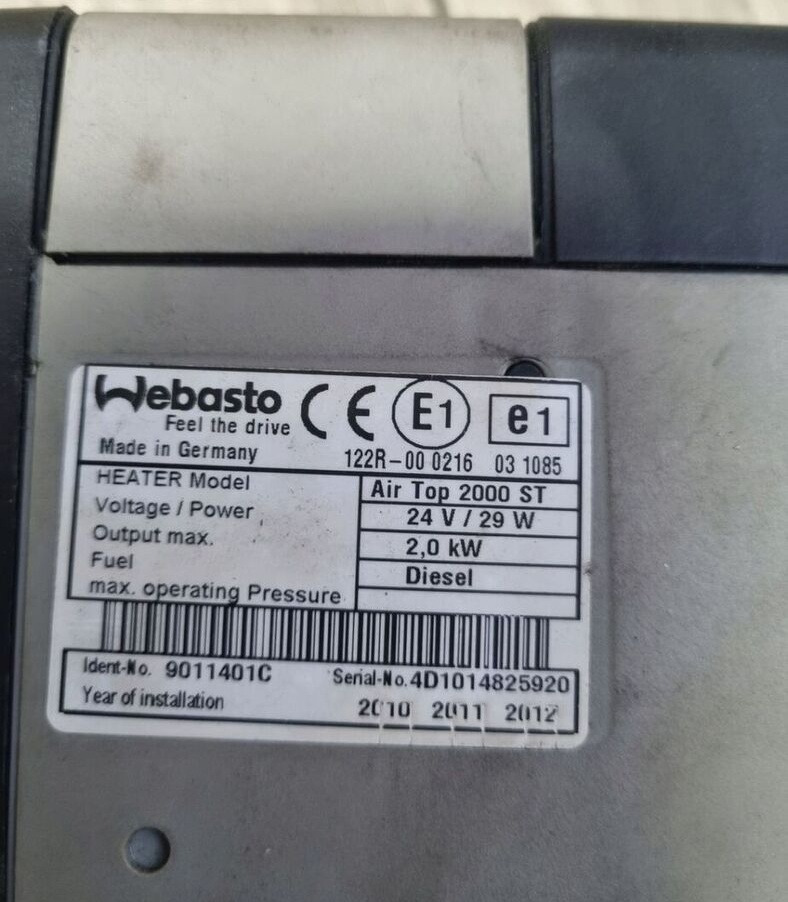 Webasto CE E1 e1
Feel the drive
Made in Germany 122R-00 0216 03 1085
HEATER Model Air Top 2000 ST
Voltage / Power 24 V / 29 W
Output max. 2,0 kW
Fuel Diesel
max. operating Pressure
Ident-No. 9011401C Serial-No. 4D1014825920
Year of installation 2010 2011 2012